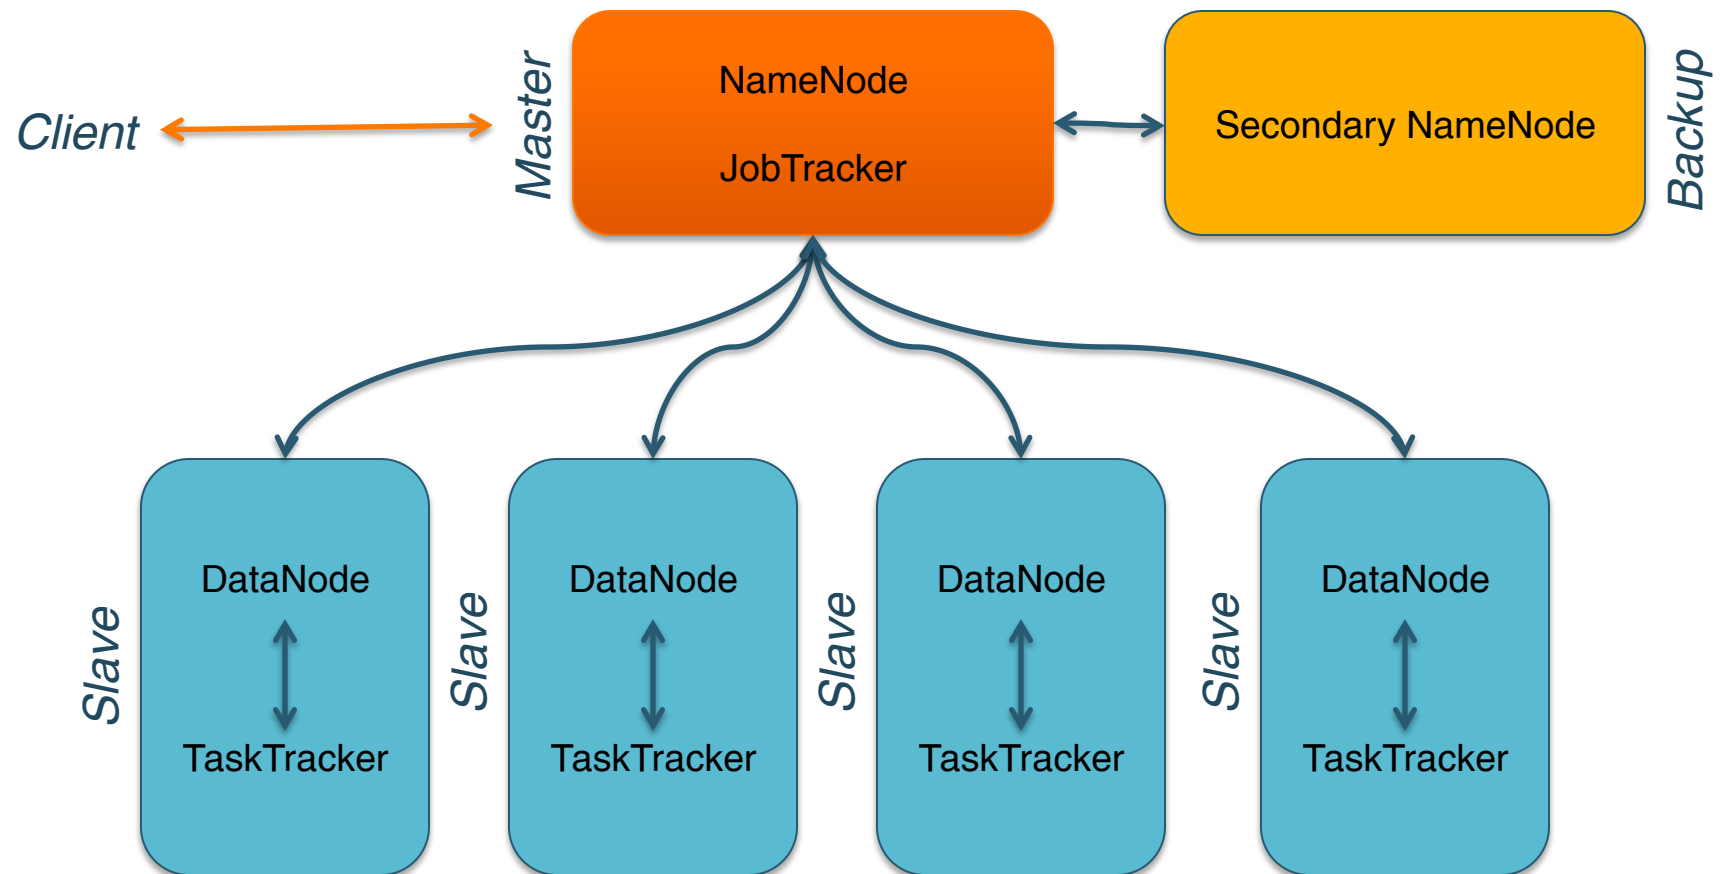 Client
Master
NameNode
JobTracker
Secondary NameNode
Backup
Slave
DataNode
TaskTracker
Slave
DataNode
TaskTracker
Slave
DataNode
TaskTracker
Slave
DataNode
TaskTracker